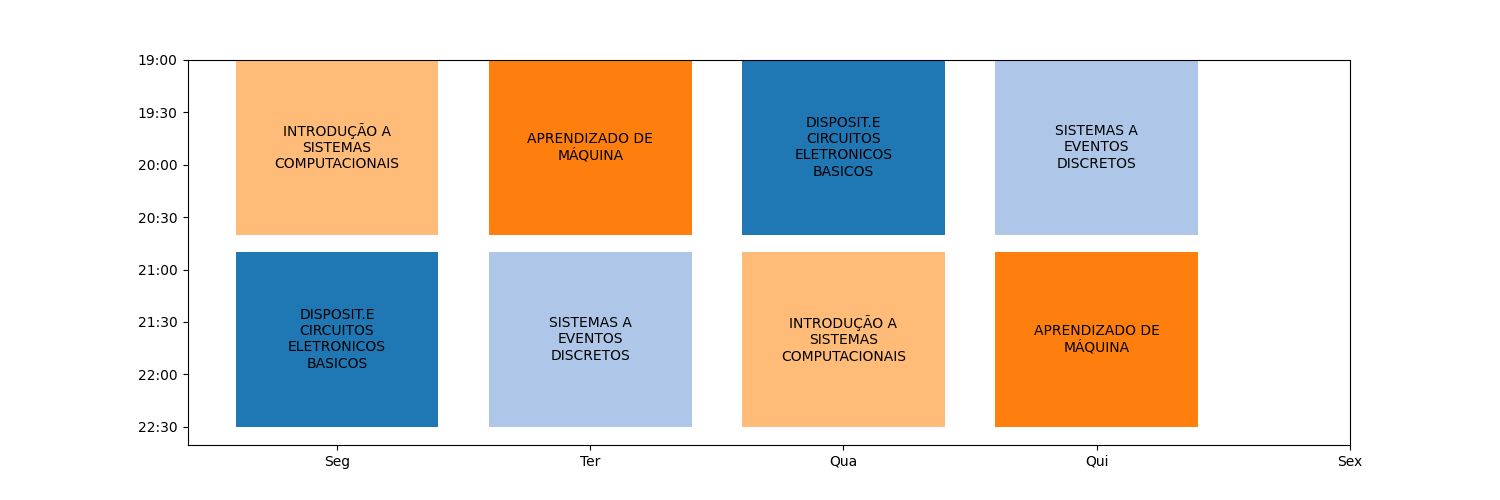 19:00
19:30
20:00
20:30
21:00
21:30
22:00
22:30
INTRODUÇÃO A
SISTEMAS
COMPUTACIONAIS
APRENDIZADO DE
MÁQUINA
DISPOSIT.E
CIRCUITOS
ELETRONICOS
BASICOS
SISTEMAS A
EVENTOS
DISCRETOS
DISPOSIT.E
CIRCUITOS
ELETRONICOS
BASICOS
SISTEMAS A
EVENTOS
DISCRETOS
INTRODUÇÃO A
SISTEMAS
COMPUTACIONAIS
APRENDIZADO DE
MÁQUINA
Seg
Ter
Qua
Qui
Sex